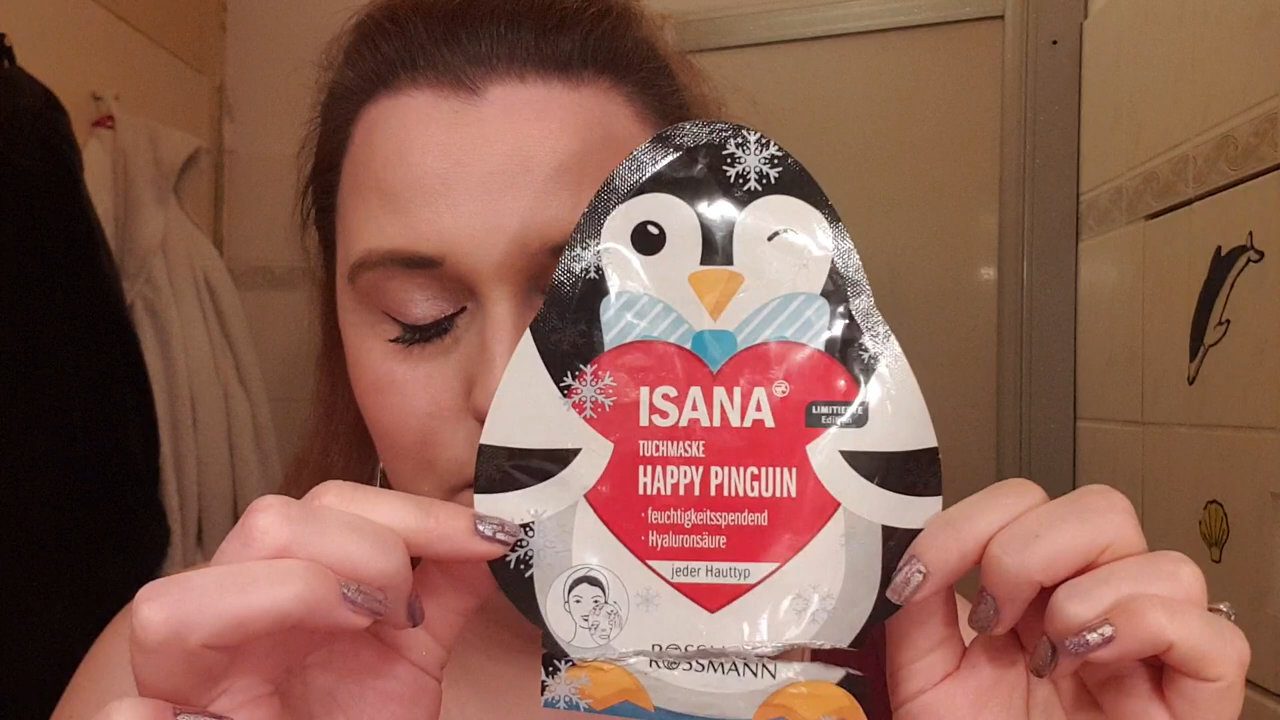 ISANA
LIMITIERTE
Edition
TUCHMASKE
HAPPY PINGUIN
· feuchtigkeitsspendend
· Hyaluronsäure
jeder Hauttyp
ROSSMANN